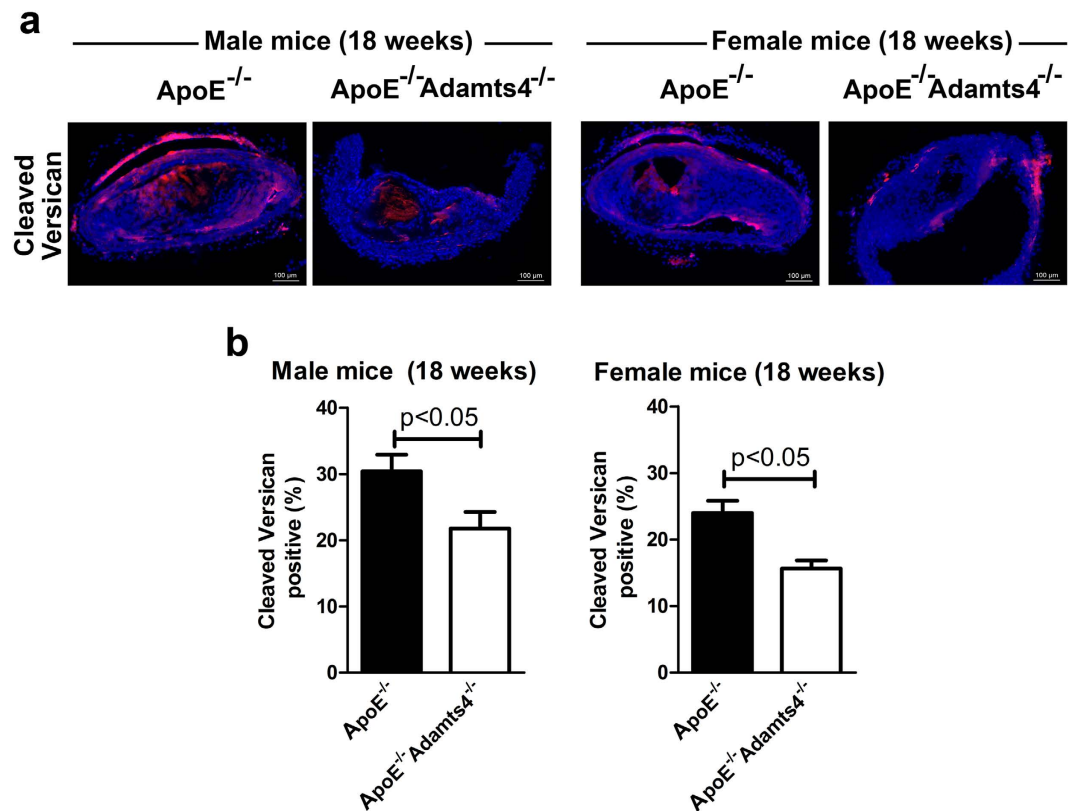 a
Male mice (18 weeks)
Female mice (18 weeks)
ApoE⁻/⁻
ApoE⁻/⁻Adamts4⁻/⁻
ApoE⁻/⁻
ApoE⁻/⁻Adamts4⁻/⁻
Cleaved
Versican
100 µm
100 µm
100 µm
100 µm
b
Male mice (18 weeks)
Cleaved Versican
positive (%)
40
30
20
10
0
p<0.05
ApoE⁻/⁻
ApoE⁻/⁻Adamts4⁻/⁻
Female mice (18 weeks)
Cleaved Versican
positive (%)
40
30
20
10
0
p<0.05
ApoE⁻/⁻
ApoE⁻/⁻Adamts4⁻/⁻